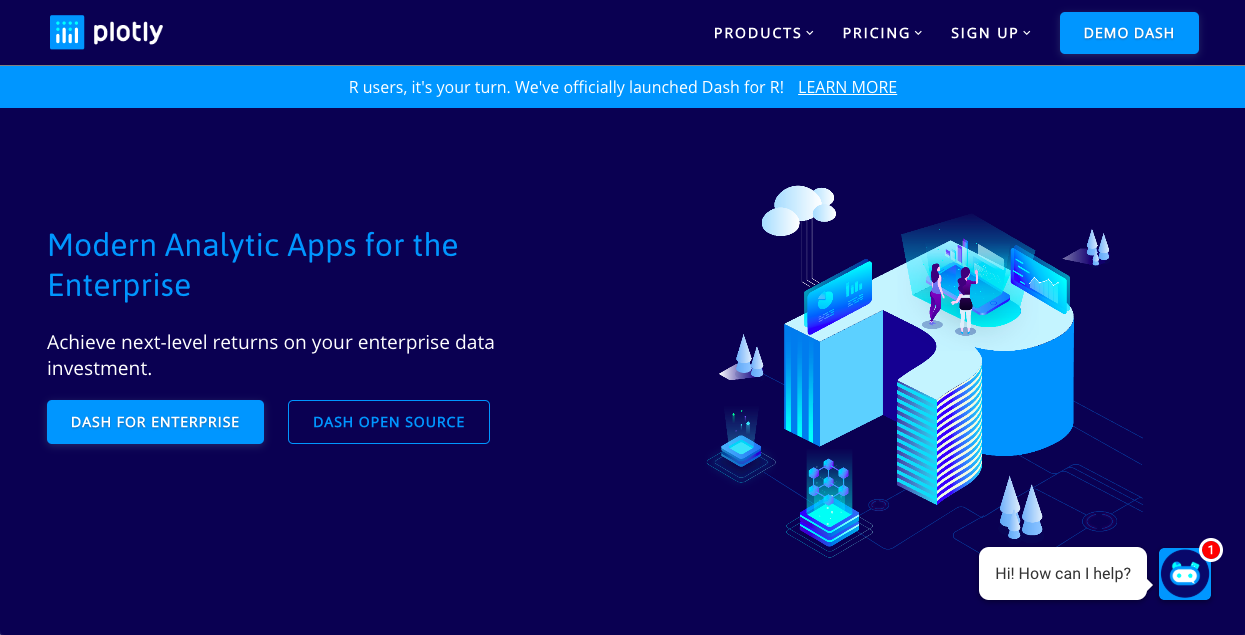 plotly
PRODUCTS PRICING SIGN UP DEMO DASH
R users, it's your turn. We've officially launched Dash for R! LEARN MORE
Modern Analytic Apps for the
Enterprise
Achieve next-level returns on your enterprise data
investment.
DASH FOR ENTERPRISE DASH OPEN SOURCE
1
Hi! How can I help?